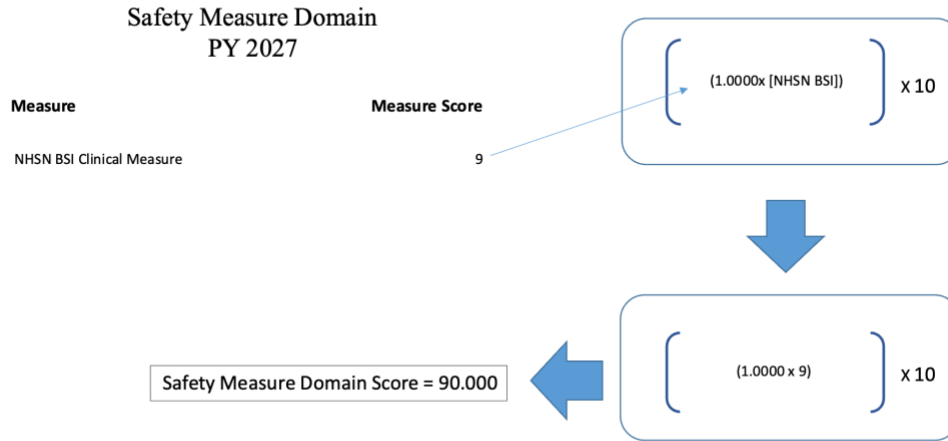 Safety Measure Domain
PY 2027
Measure
Measure Score
NHSN BSI Clinical Measure
9
(1.0000x [NHSN BSI])
x 10
(1.0000 x 9)
x 10
Safety Measure Domain Score = 90.000